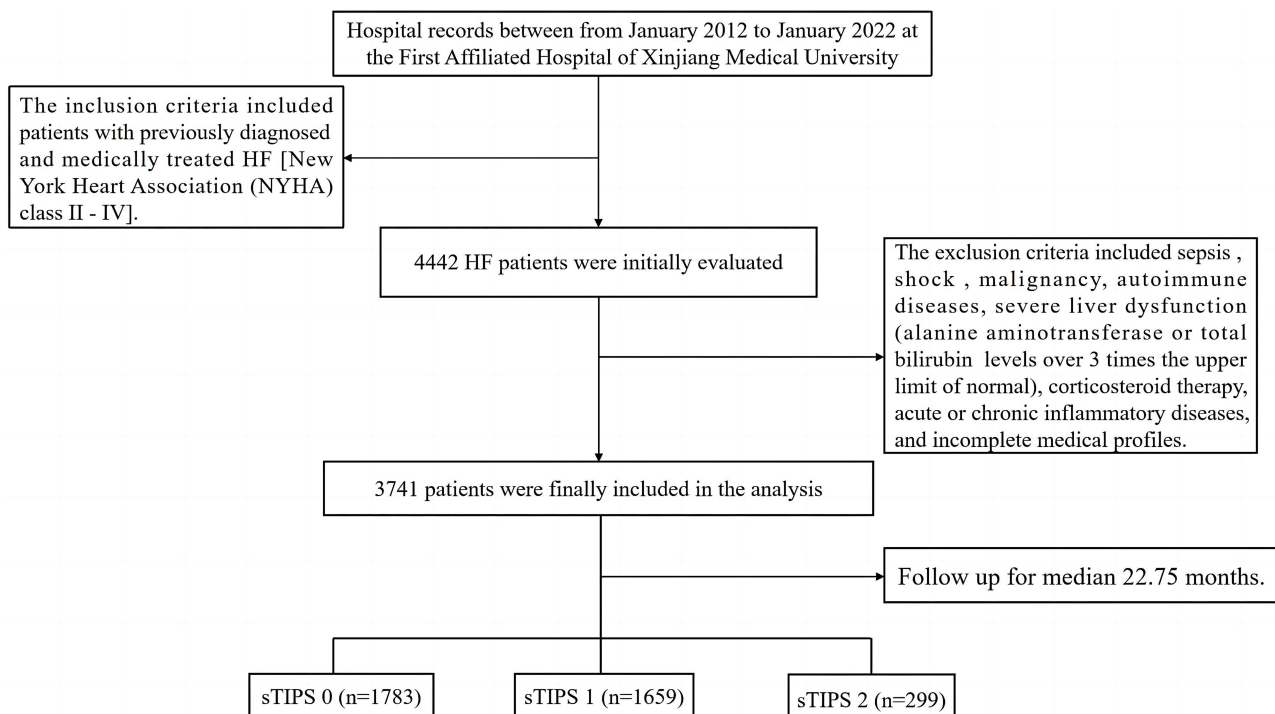 Hospital records between from January 2012 to January 2022 at
the First Affiliated Hospital of Xinjiang Medical University
The inclusion criteria included
patients with previously diagnosed
and medically treated HF [New
York Heart Association (NYHA)
class II - IV].
4442 HF patients were initially evaluated
The exclusion criteria included sepsis ,
shock , malignancy, autoimmune
diseases, severe liver dysfunction
(alanine aminotransferase or total
bilirubin levels over 3 times the upper
limit of normal), corticosteroid therapy,
acute or chronic inflammatory diseases,
and incomplete medical profiles.
3741 patients were finally included in the analysis
Follow up for median 22.75 months.
sTIPS 0 (n=1783)
sTIPS 1 (n=1659)
sTIPS 2 (n=299)